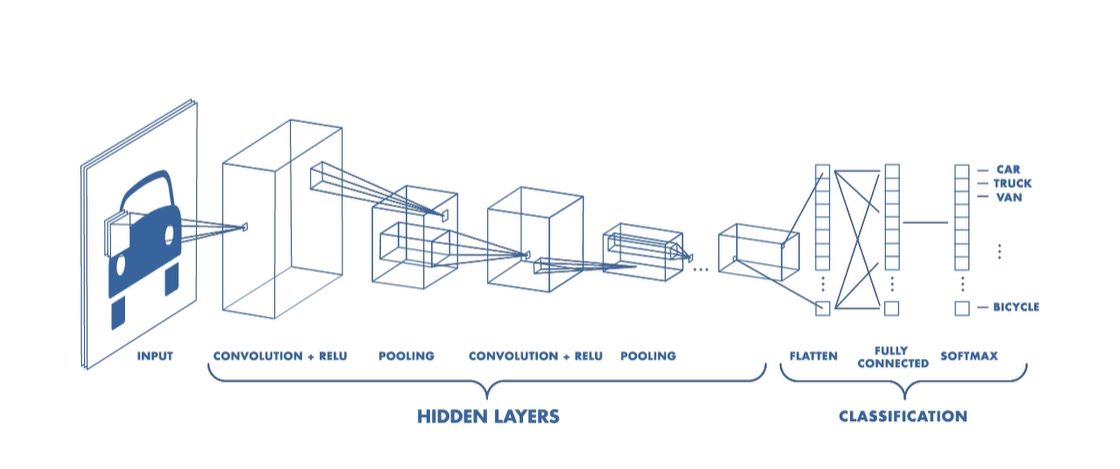 CAR
TRUCK
VAN
BICYCLE
INPUT
CONVOLUTION + RELU
POOLING
CONVOLUTION + RELU
POOLING
FLATTEN
FULLY
CONNECTED
SOFTMAX
HIDDEN LAYERS
CLASSIFICATION